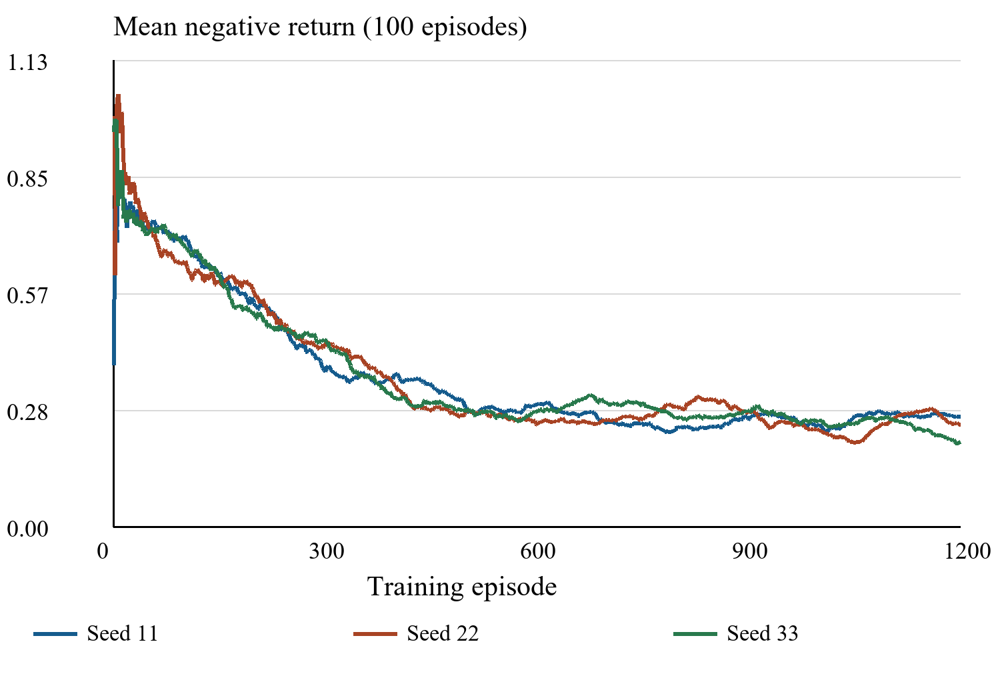 Mean negative return (100 episodes)
1.13
0.85
0.57
0.28
0.00
0 300 600 900 1200
Training episode
Seed 11 Seed 22 Seed 33